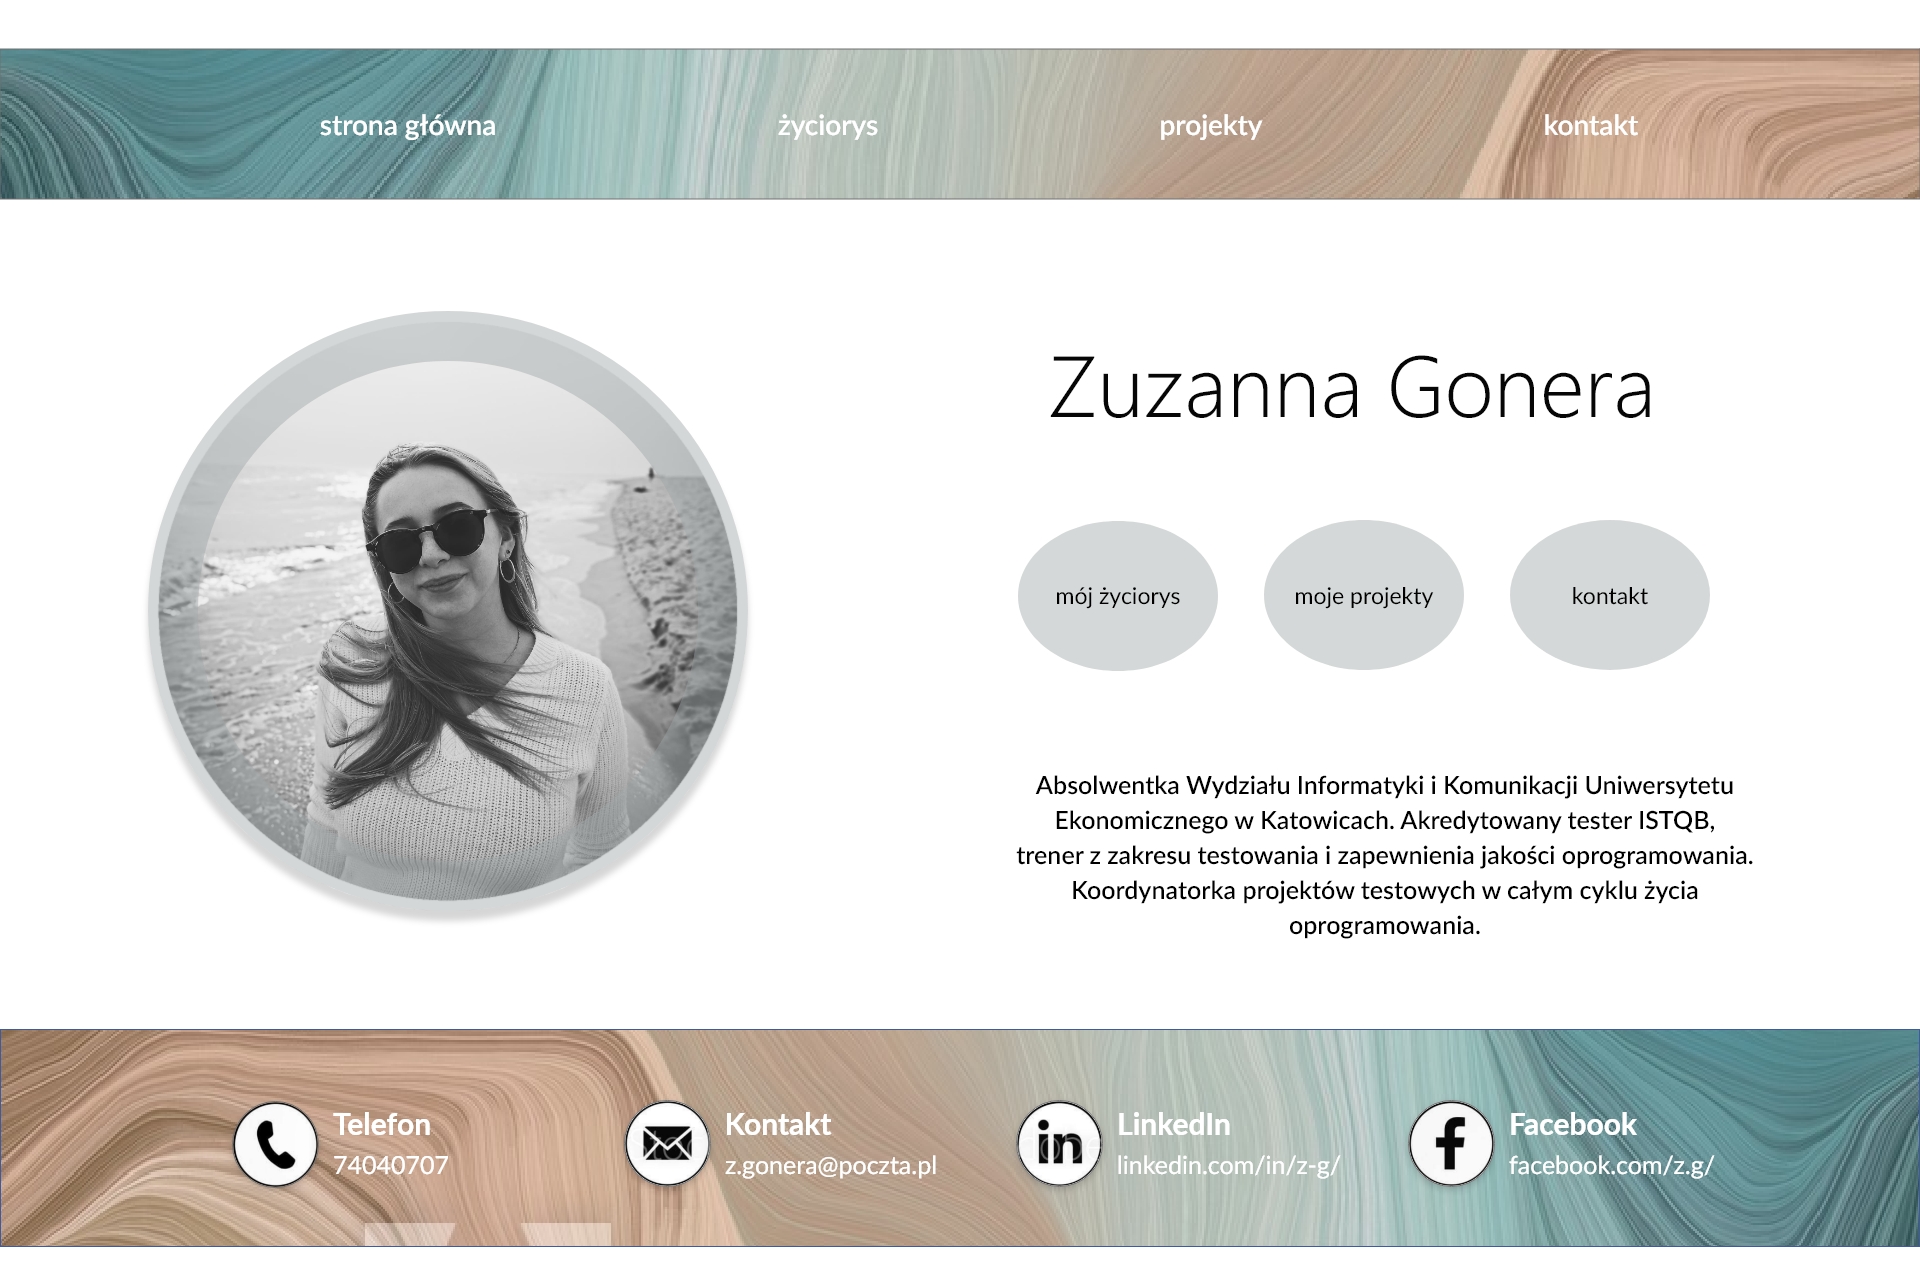 strona główna
życiorys
projekty
kontakt
Zuzanna Gonera
mój życiorys
moje projekty
kontakt
Absolwentka Wydziału Informatyki i Komunikacji Uniwersytetu
Ekonomicznego w Katowicach. Akredytowany tester ISTQB,
trener z zakresu testowania i zapewnienia jakości oprogramowania.
Koordynatorka projektów testowych w całym cyklu życia
oprogramowania.
Telefon
74040707
Kontakt
z.gonera@poczta.pl
LinkedIn
linkedin.com/in/z-g/
Facebook
facebook.com/z.g/